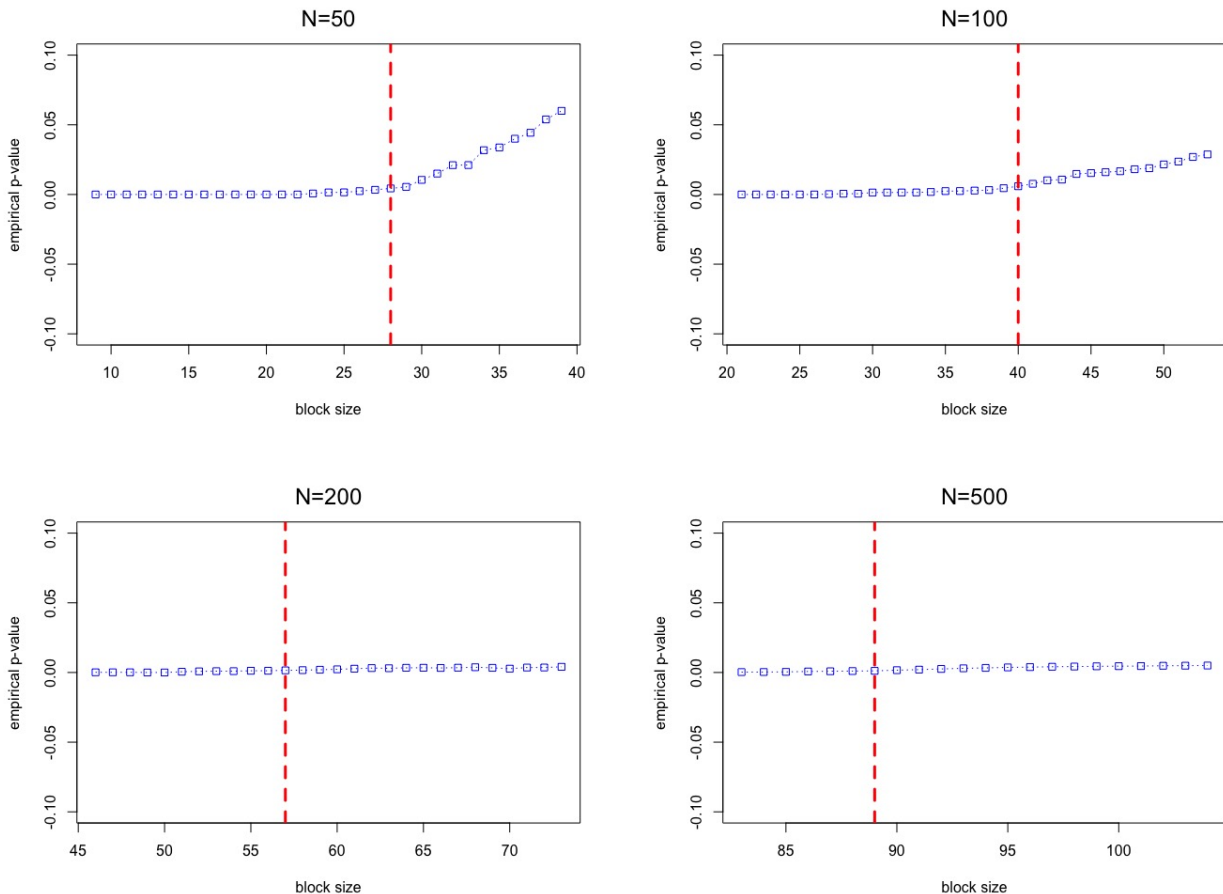 N=50
empirical p-value
0.10
0.05
0.00
-0.05
-0.10
10 15 20 25 30 35 40
block size
N=100
empirical p-value
0.10
0.05
0.00
-0.05
-0.10
20 25 30 35 40 45 50
block size
N=200
empirical p-value
0.10
0.05
0.00
-0.05
-0.10
45 50 55 60 65 70
block size
N=500
empirical p-value
0.10
0.05
0.00
-0.05
-0.10
85 90 95 100
block size